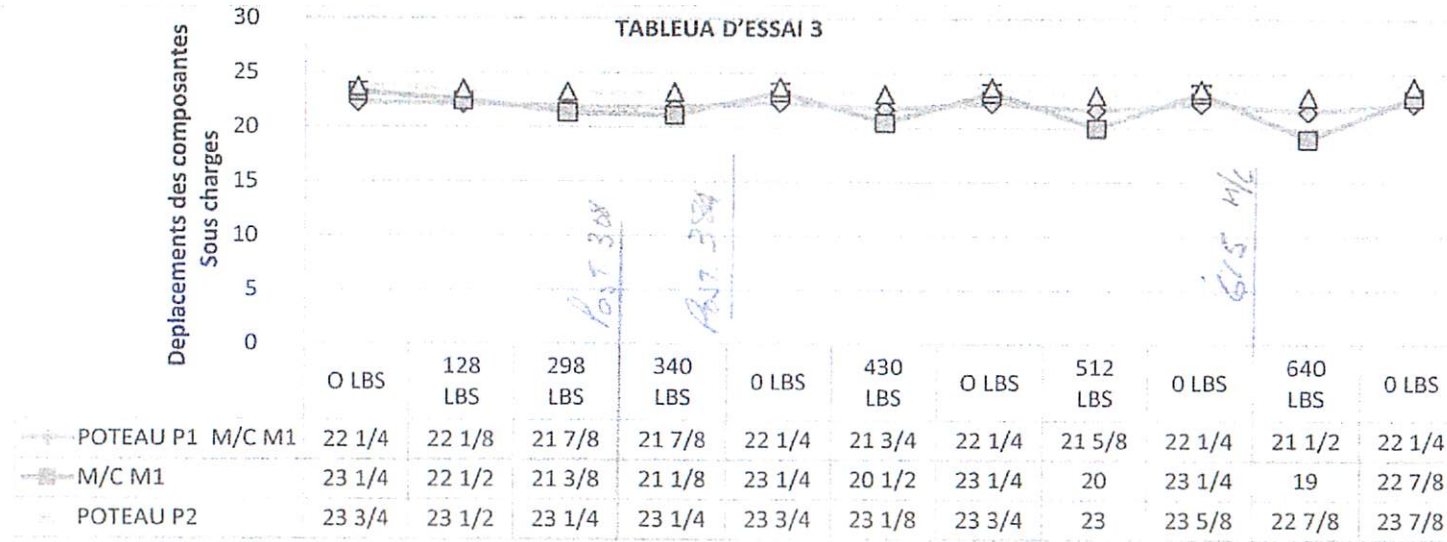 TABLEUA D'ESSAI 3
Deplacements des composantes
Sous charges
30
25
20
15
10
5
0
POST 308
POST 384
615 M/C
O LBS 128 LBS 298 LBS 340 LBS 0 LBS 430 LBS O LBS 512 LBS 0 LBS 640 LBS 0 LBS
POTEAU P1 M/C M1 22 1/4 22 1/8 21 7/8 21 7/8 22 1/4 21 3/4 22 1/4 21 5/8 22 1/4 21 1/2 22 1/4
M/C M1 23 1/4 22 1/2 21 3/8 21 1/8 23 1/4 20 1/2 23 1/4 20 23 1/4 19 22 7/8
POTEAU P2 23 3/4 23 1/2 23 1/4 23 1/4 23 3/4 23 1/8 23 3/4 23 23 5/8 22 7/8 23 7/8